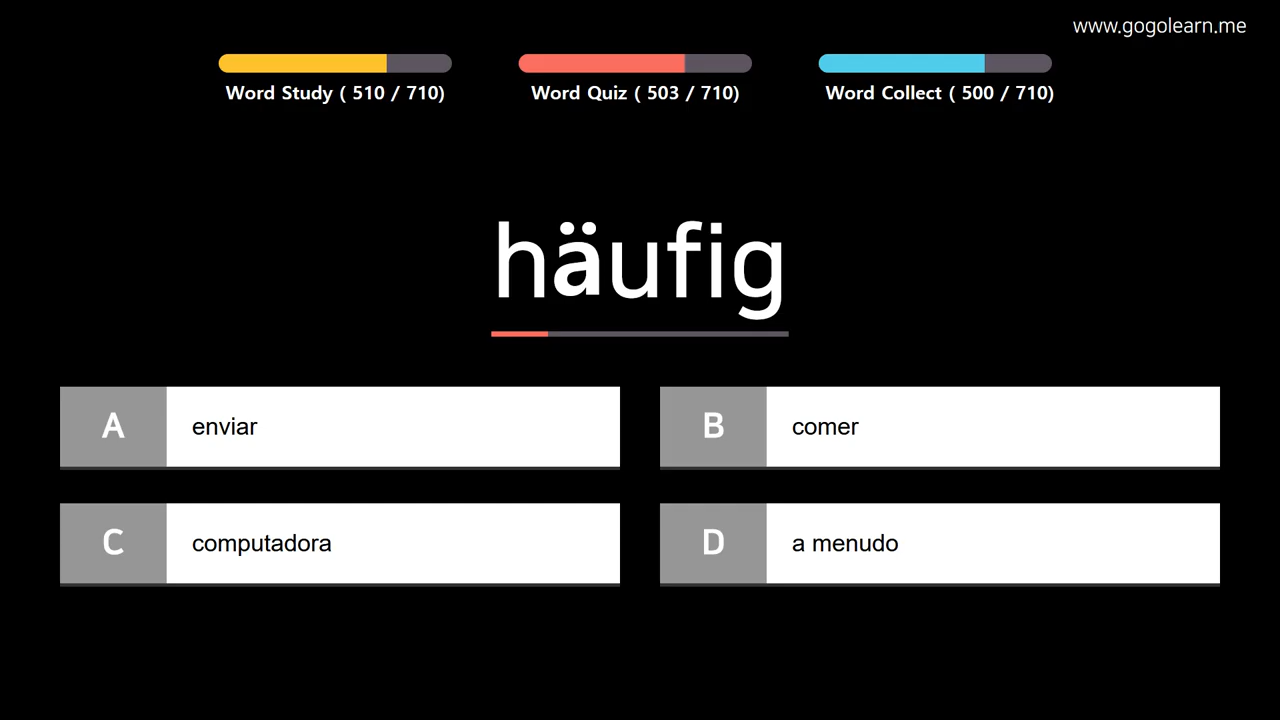 www.gogolearn.me
Word Study ( 510 / 710)
Word Quiz ( 503 / 710)
Word Collect ( 500 / 710)
häufig
A enviar
B comer
C computadora
D a menudo